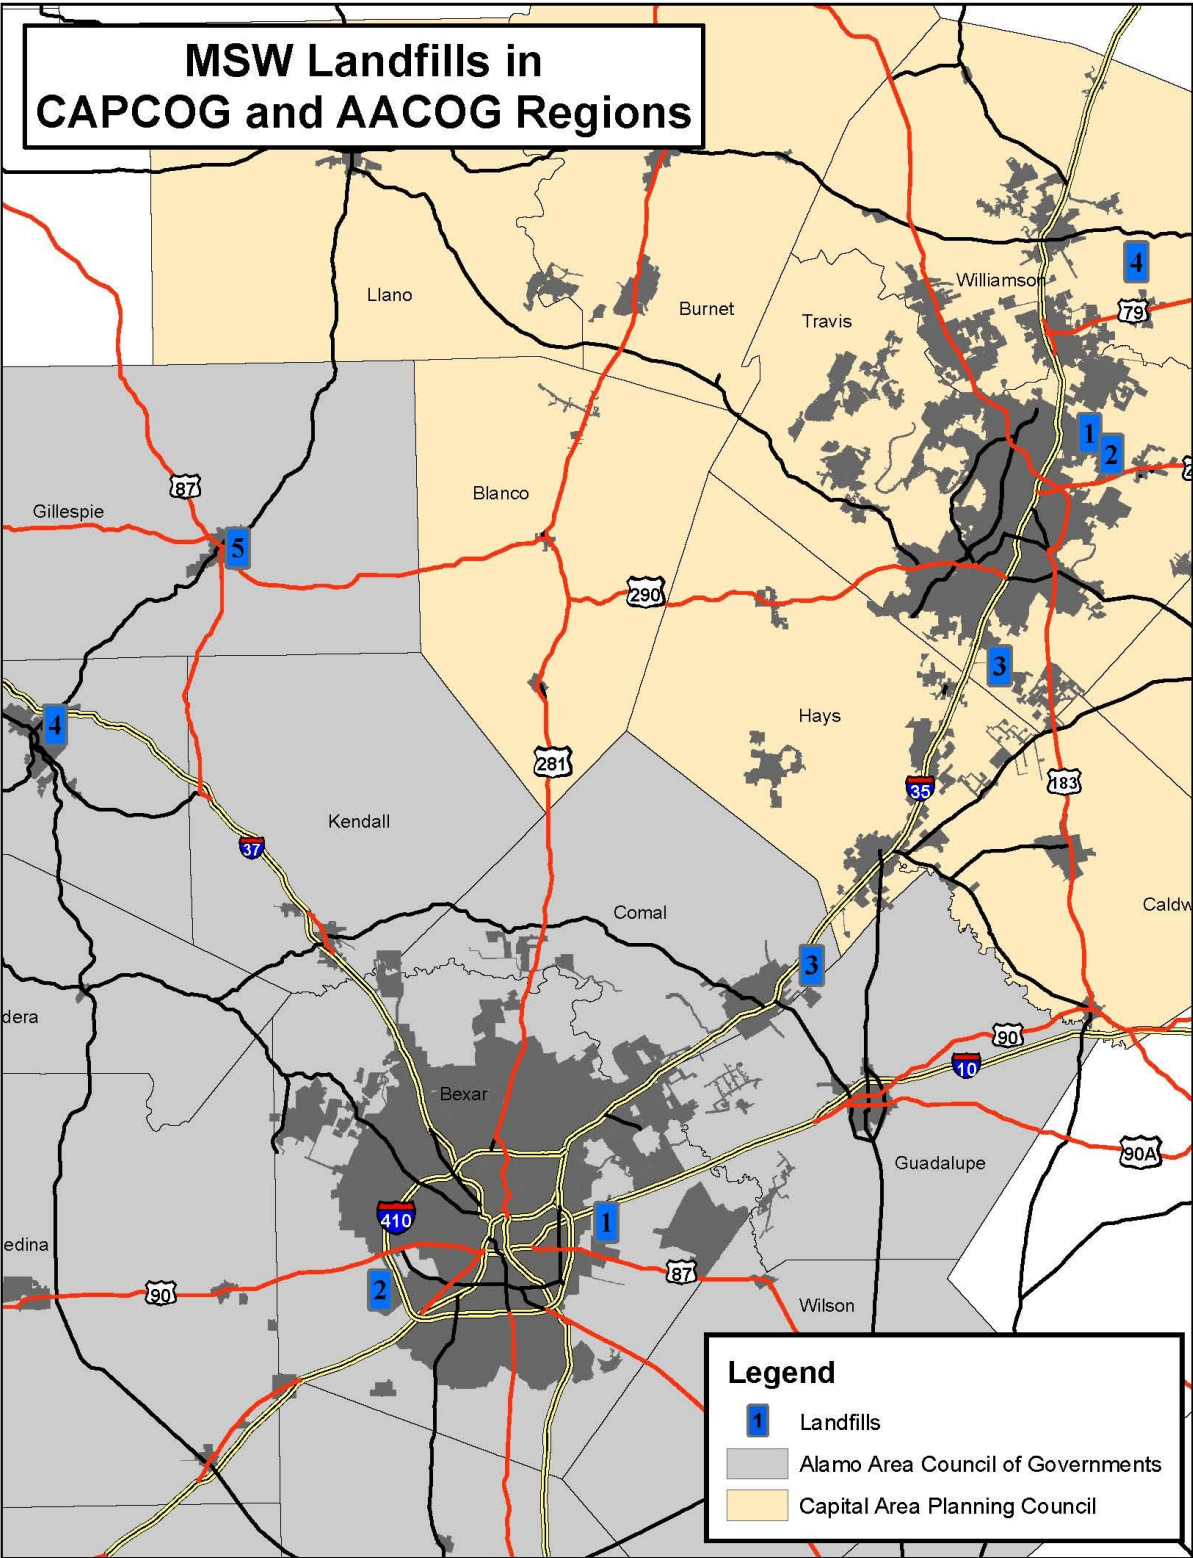 MSW Landfills in
CAPCOG and AACOG Regions
4
Williamson
Llano
Burnet
79
Travis
1
2
87
Blanco
2
Gillespie
5
290
3
4
Hays
281
183
35
Kendall
37
Caldw
Comal
3
dera
90
10
Bexar
90A
Guadalupe
410
1
edina
87
2
90
Wilson
Legend
1 Landfills
Alamo Area Council of Governments
Capital Area Planning Council